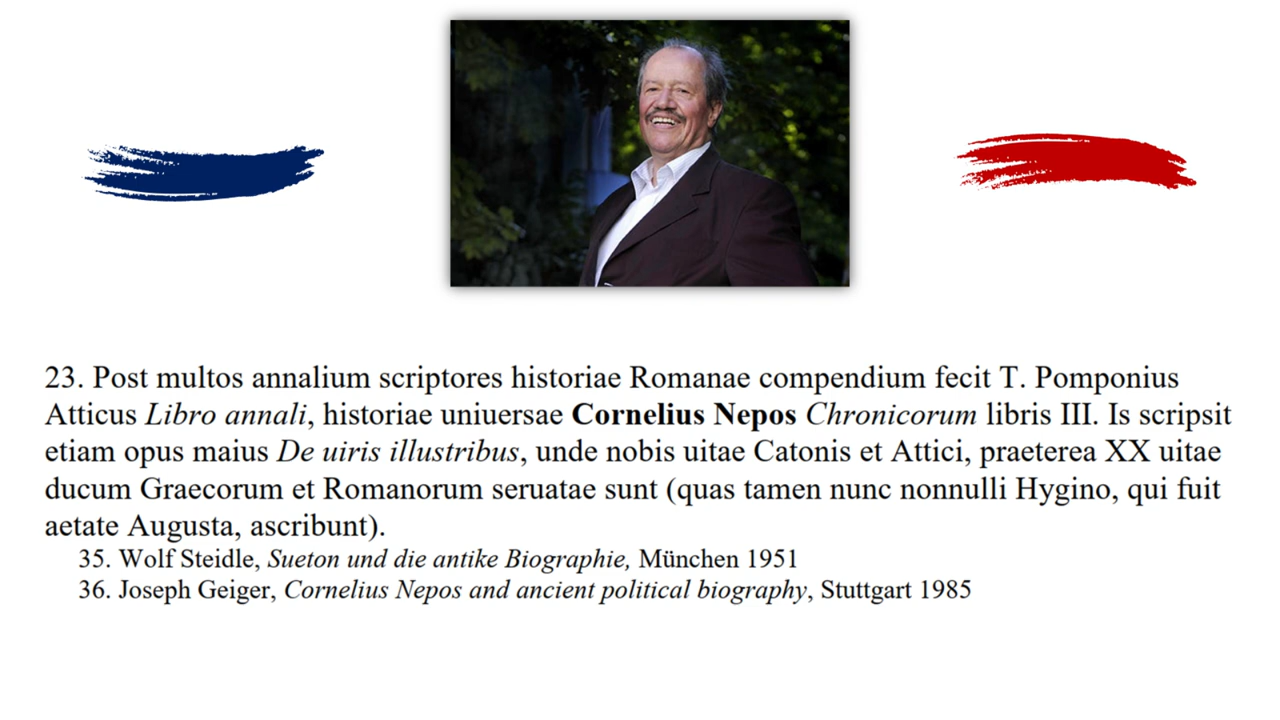 23. Post multos annalium scriptores historiae Romanae compendium fecit T. Pomponius
Atticus Libro annali, historiae uniuersae Cornelius Nepos Chronicorum libris III. Is scripsit
etiam opus maius De uiris illustribus, unde nobis uitae Catonis et Attici, praeterea XX uitae
ducum Graecorum et Romanorum seruatae sunt (quas tamen nunc nonnulli Hygino, qui fuit
aetate Augusta, ascribunt).
35. Wolf Steidle, Sueton und die antike Biographie, München 1951
36. Joseph Geiger, Cornelius Nepos and ancient political biography, Stuttgart 1985